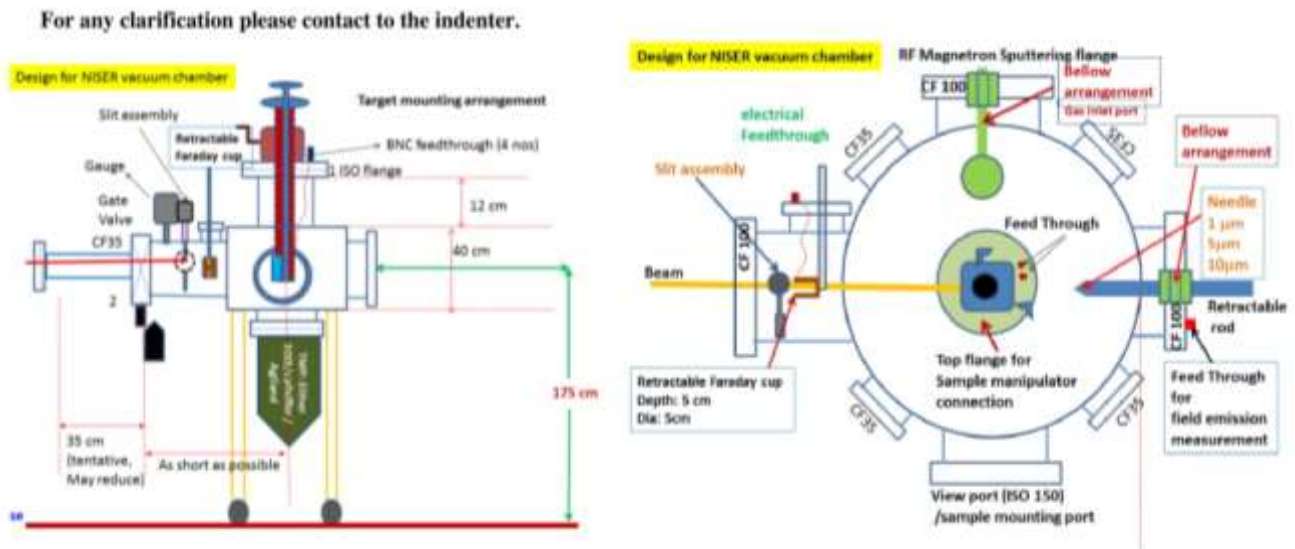 For any clarification please contact to the indenter.
Design for NISER vacuum chamber
Slit assembly
Target mounting arrangement
Retractable
Faraday cup
BNC feedthrough (4 nos)
ISO flange
Gauge
Gate
Valve
CF35
12 cm
40 cm
2
175 cm
35 cm
(tentative,
May reduce)
As short as possible
Design for NISER vacuum chamber
RF Magnetron Sputtering flange
CF 100
Bellow
arrangement
Gas inlet port
electrical
Feedthrough
CF35
CF35
Bellow
arrangement
Slit assembly
Needle
1 µm
5µm
10µm
Feed Through
CF 100
Beam
Retractable
rod
CF 100
Top flange for
Sample manipulator
connection
Retractable Faraday cup
Depth: 5 cm
Dia: 5cm
Feed Through
for
field emission
measurement
CF35
CF35
View port (ISO 150)
/sample mounting port